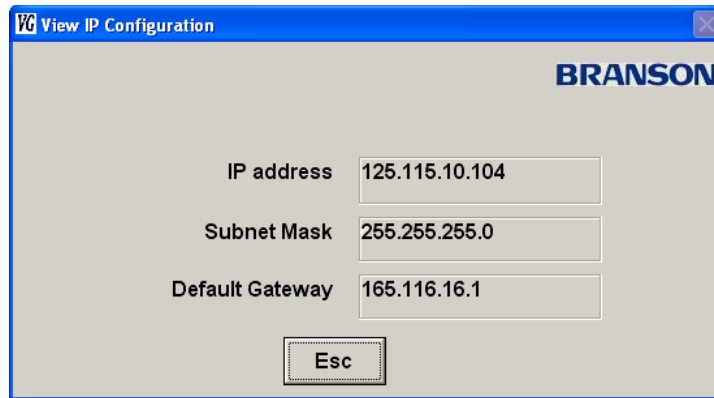 VG View IP Configuration
BRANSON
IP address 125.115.10.104
Subnet Mask 255.255.255.0
Default Gateway 165.116.16.1
Esc